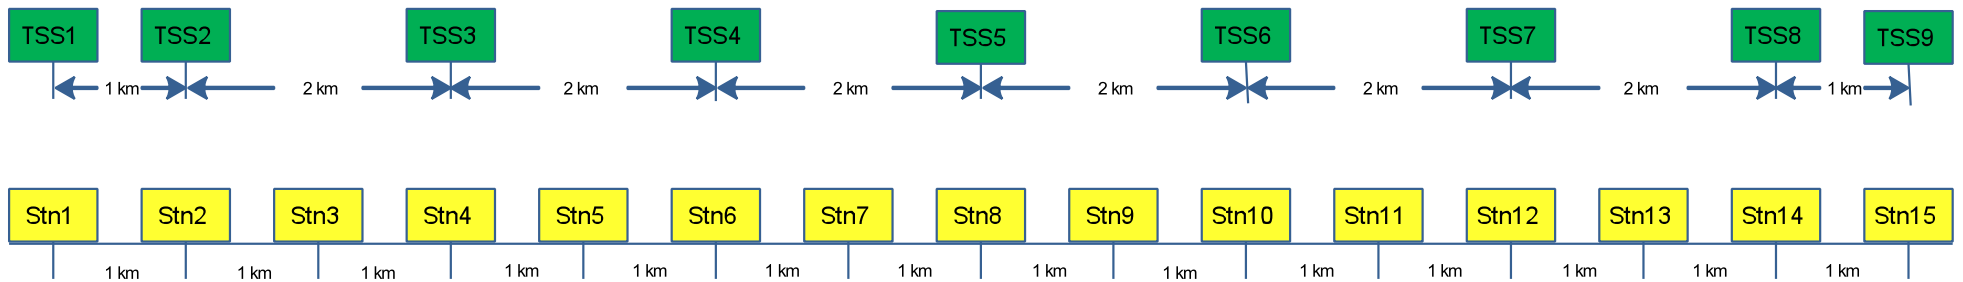 TSS1 TSS2 TSS3 TSS4 TSS5 TSS6 TSS7 TSS8 TSS9
1 km 2 km 2 km 2 km 2 km 2 km 2 km 1 km
Stn1 Stn2 Stn3 Stn4 Stn5 Stn6 Stn7 Stn8 Stn9 Stn10 Stn11 Stn12 Stn13 Stn14 Stn15
1 km 1 km 1 km 1 km 1 km 1 km 1 km 1 km 1 km 1 km 1 km 1 km 1 km 1 km